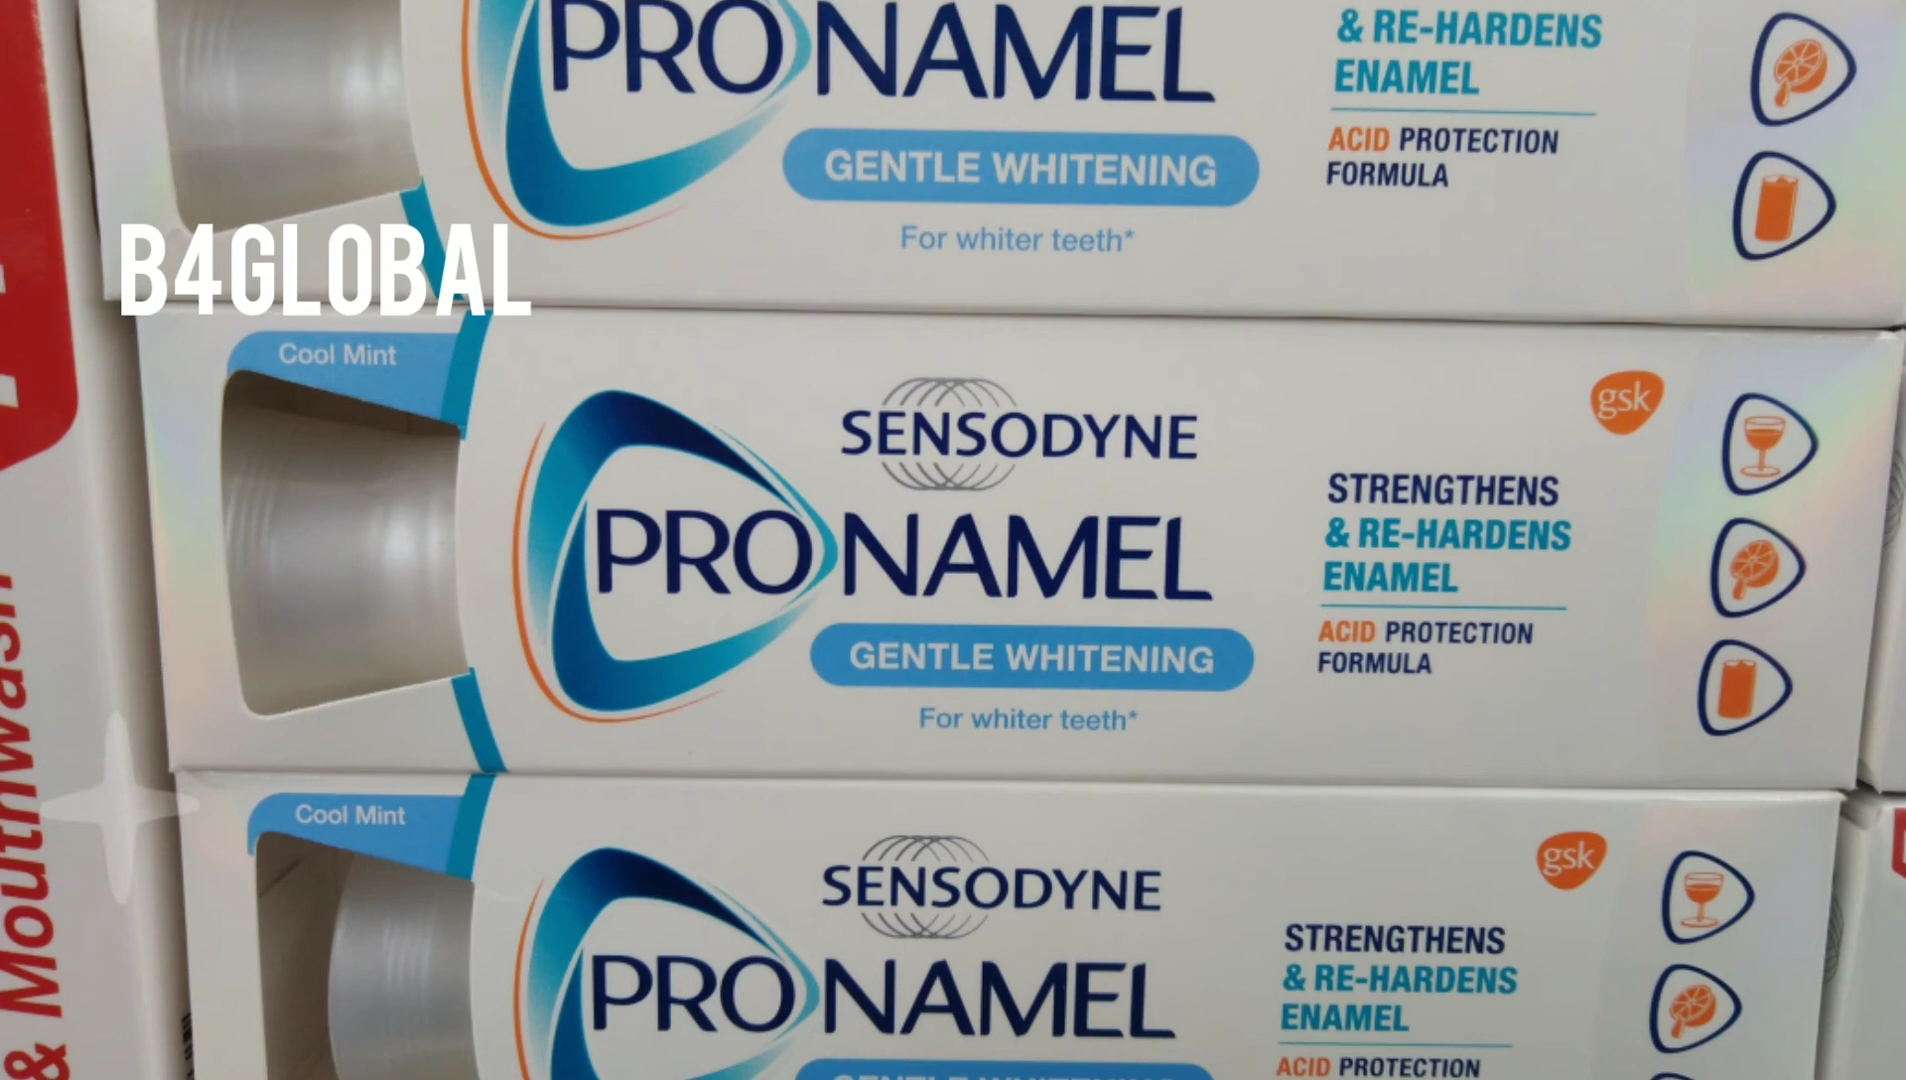 PRONAMEL
GENTLE WHITENING
For whiter teeth*
& RE-HARDENS
ENAMEL
ACID PROTECTION
FORMULA
B4GLOBAL
Cool Mint
SENSODYNE
PRONAMEL
GENTLE WHITENING
For whiter teeth*
gsk
STRENGTHENS
& RE-HARDENS
ENAMEL
ACID PROTECTION
FORMULA
Cool Mint
SENSODYNE
PRONAMEL
GENTLE WHITENING
gsk
STRENGTHENS
& RE-HARDENS
ENAMEL
ACID PROTECTION
& Mouthwash